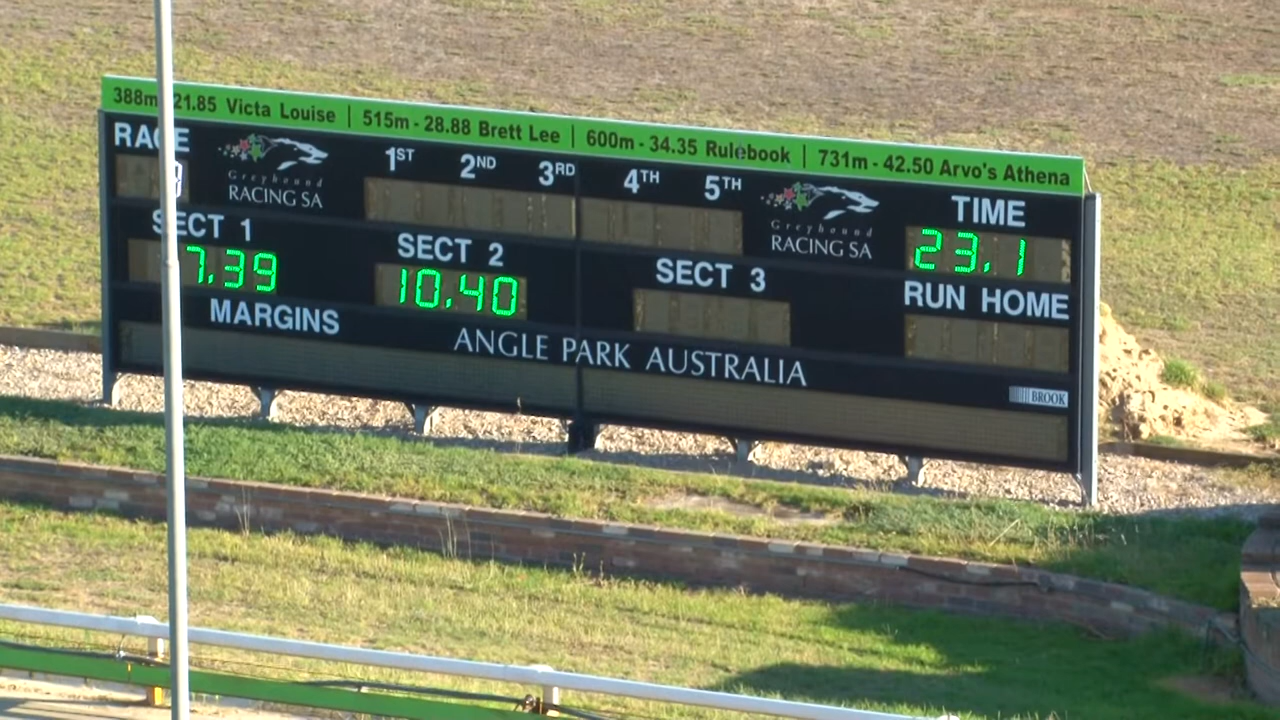 388m 21.85 Victa Louise | 515m - 28.88 Brett Lee | 600m - 34.35 Rulebook | 731m - 42.50 Arvo's Athena
RACE
Greyhound
RACING SA
1ST 2ND 3RD 4TH 5TH
Greyhound
RACING SA
TIME
23.1
SECT 1
7.39
SECT 2
10.40
SECT 3
RUN HOME
MARGINS
ANGLE PARK AUSTRALIA
BROOK